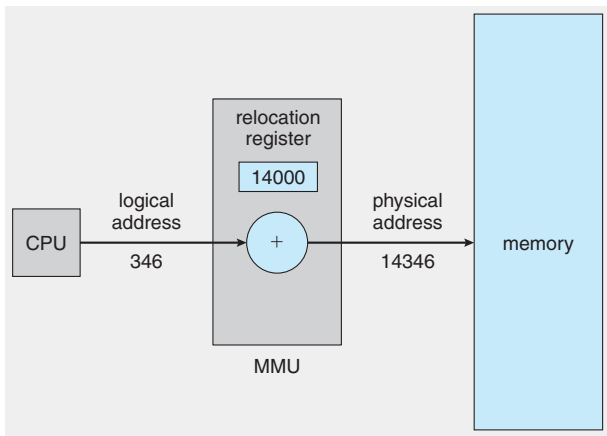 relocation
register
14000
logical
address
physical
address
CPU
+
memory
346
14346
MMU